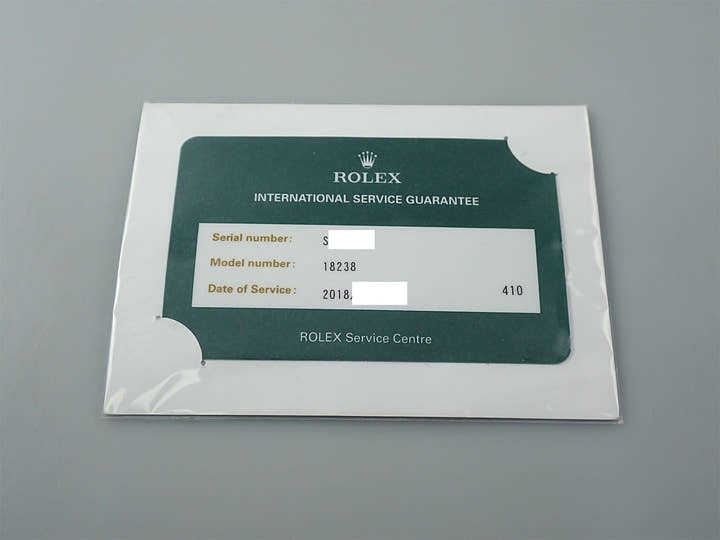 ROLEX
INTERNATIONAL SERVICE GUARANTEE
Serial number: S
Model number: 18238
Date of Service: 2018/ 410
ROLEX Service Centre